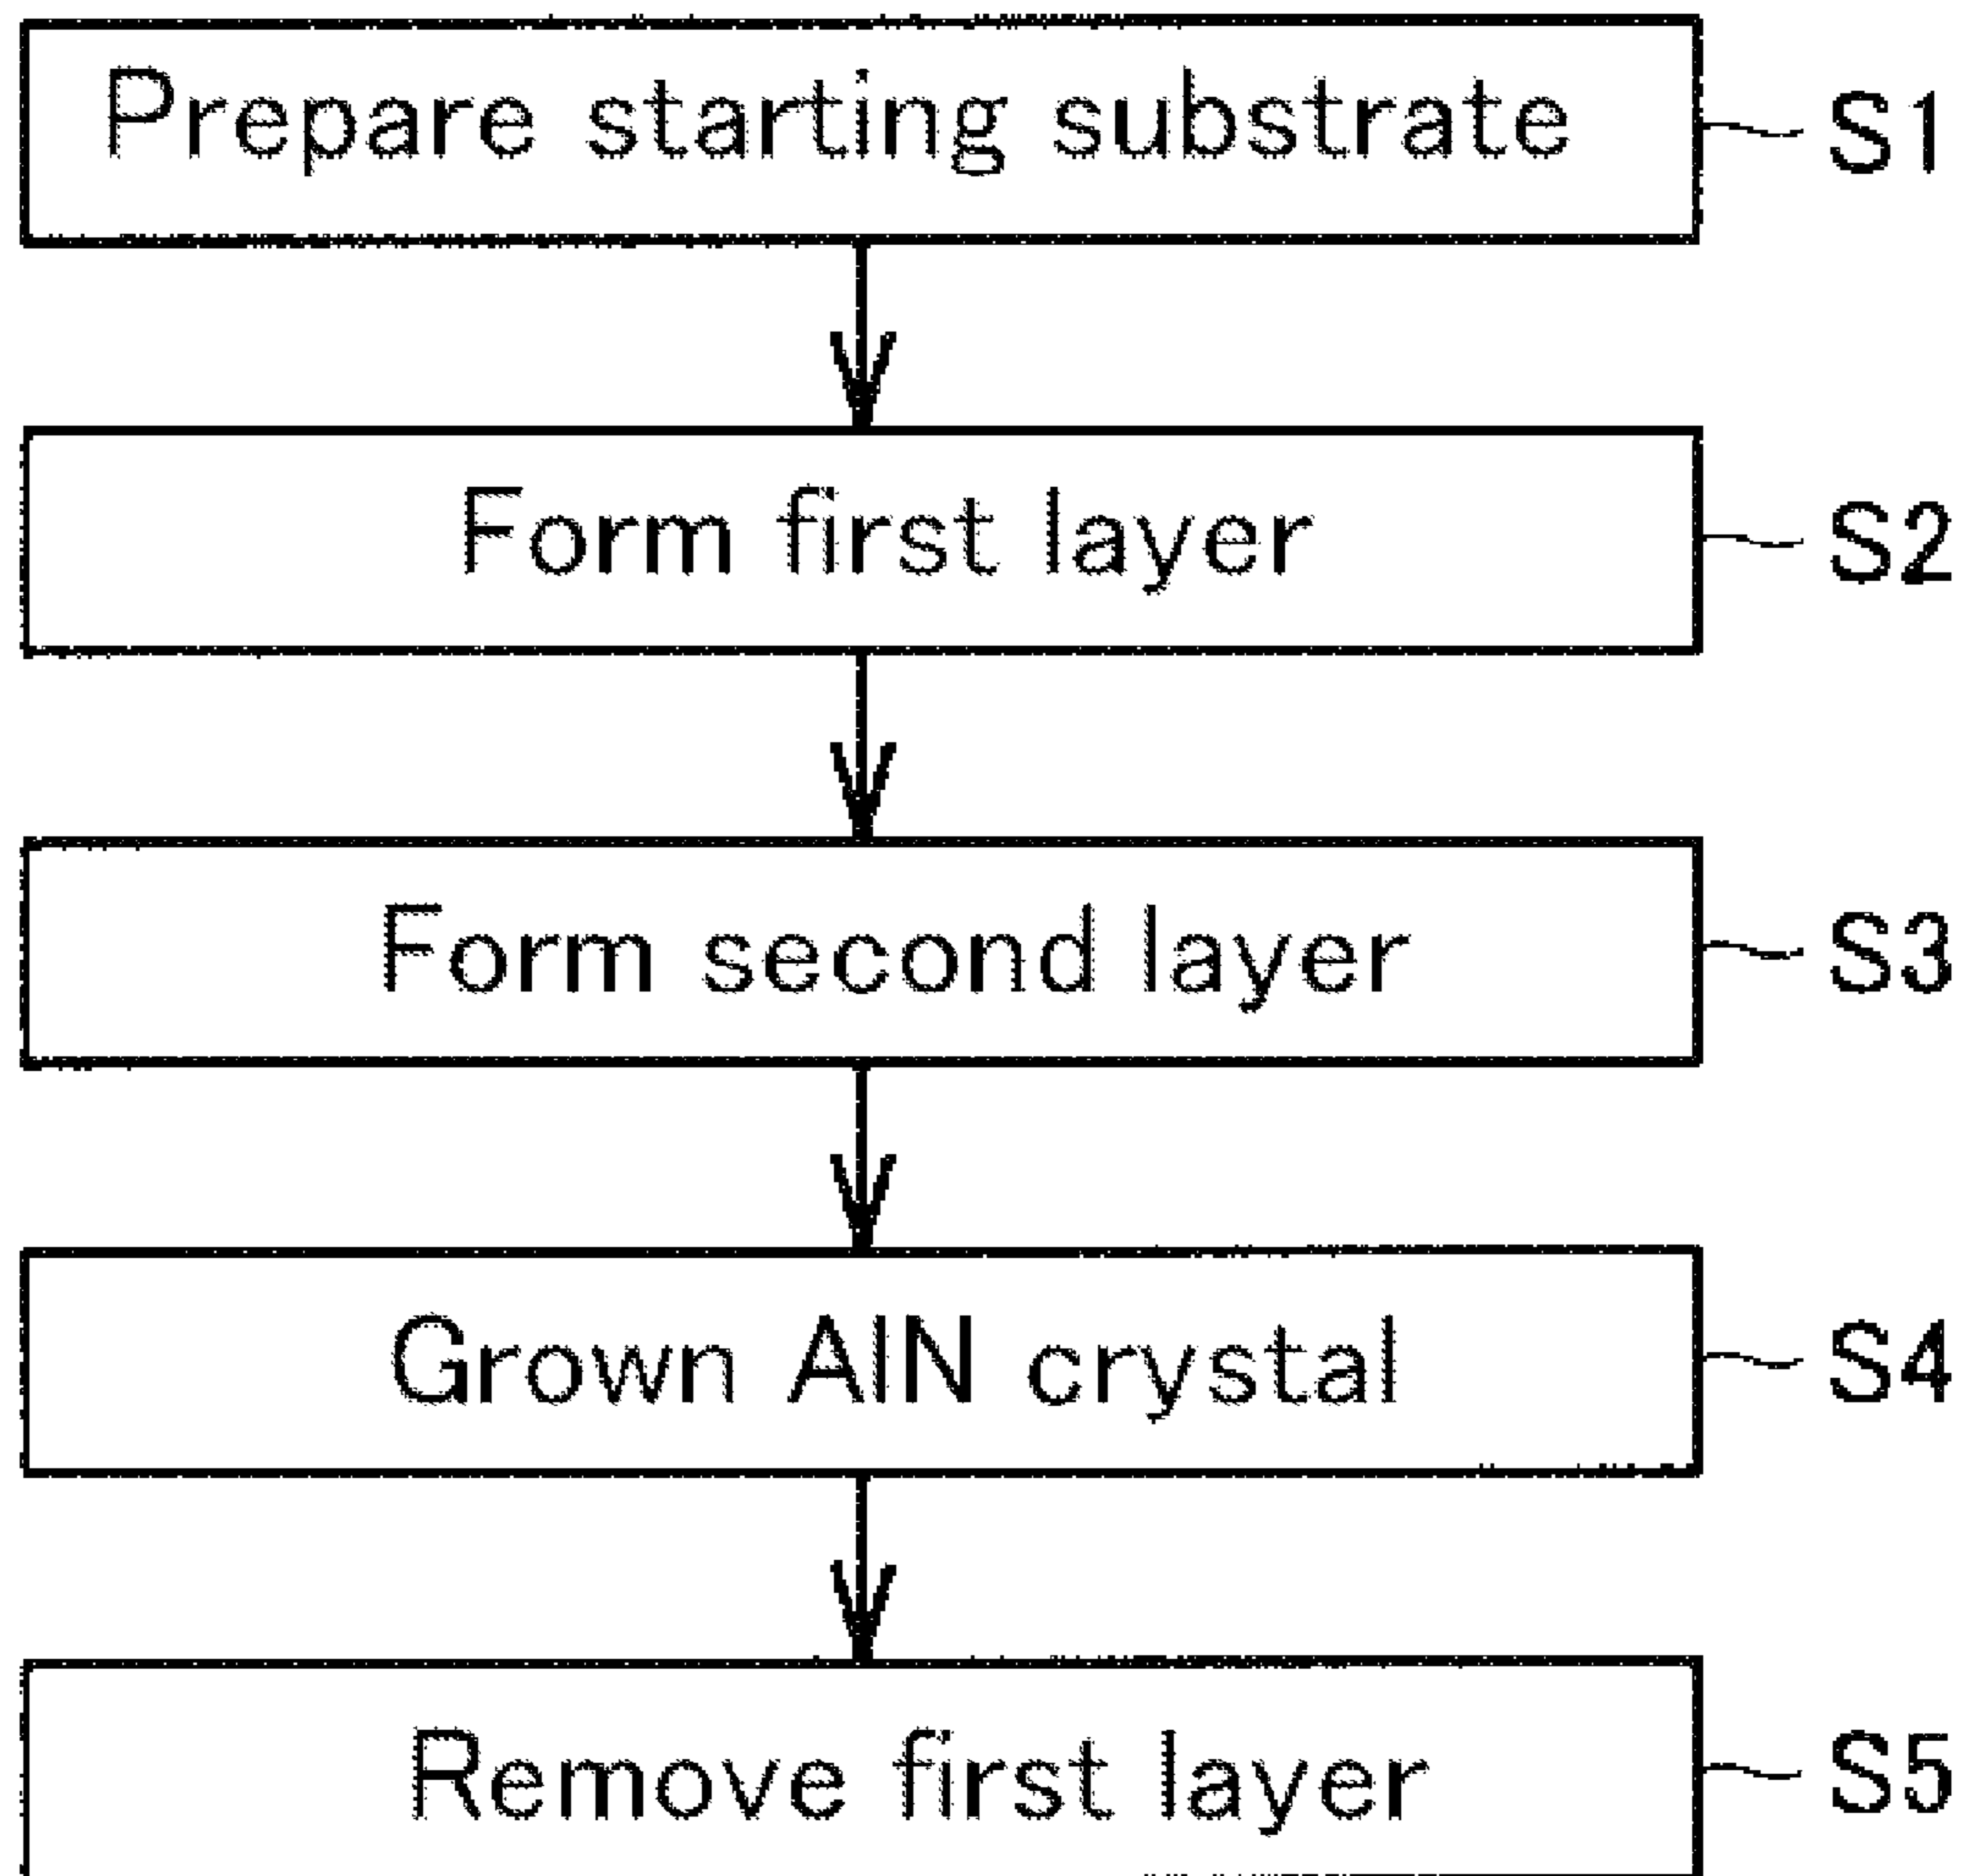 Prepare starting substrate S1
Form first layer S2
Form second layer S3
Grown AlN crystal S4
Remove first layer S5